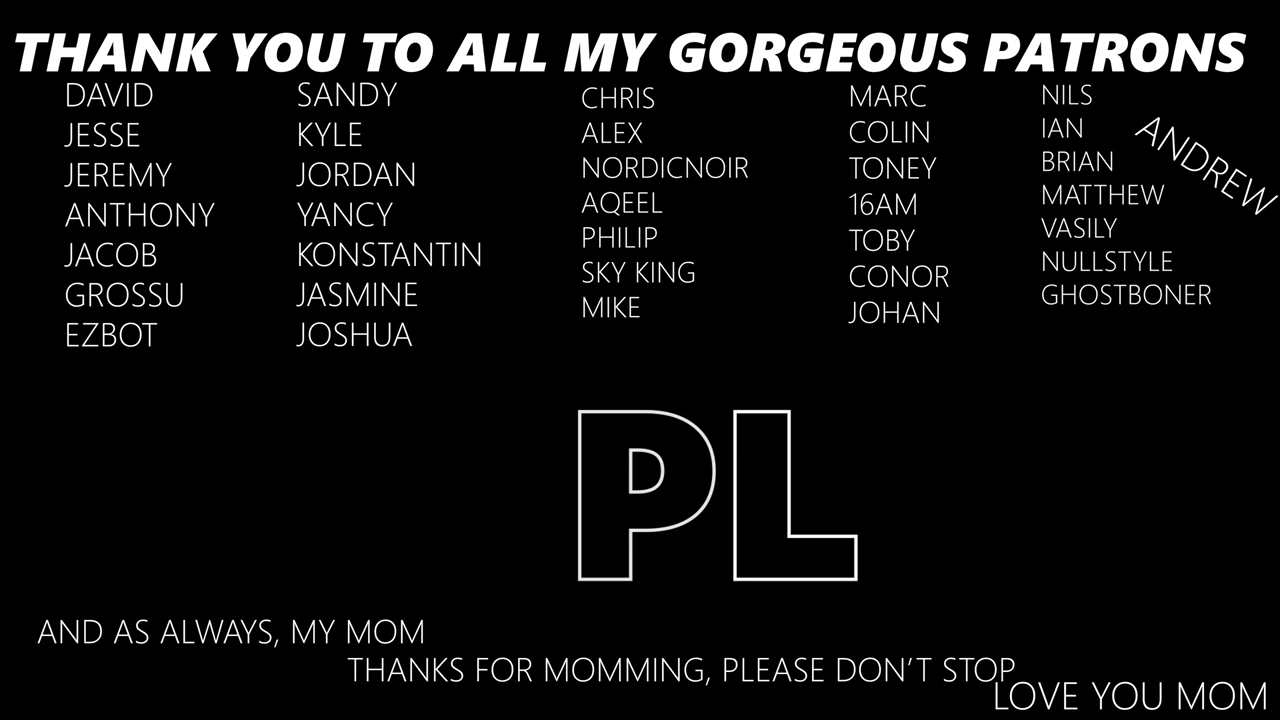 THANK YOU TO ALL MY GORGEOUS PATRONS
DAVID
JESSE
JEREMY
ANTHONY
JACOB
GROSSU
EZBOT
SANDY
KYLE
JORDAN
YANCY
KONSTANTIN
JASMINE
JOSHUA
CHRIS
ALEX
NORDICNOIR
AQEEL
PHILIP
SKY KING
MIKE
MARC
COLIN
TONEY
16AM
TOBY
CONOR
JOHAN
NILS
IAN
BRIAN
MATTHEW
VASILY
NULLSTYLE
GHOSTBONER
ANDREW
PL
AND AS ALWAYS, MY MOM
THANKS FOR MOMMING, PLEASE DON’T STOP
LOVE YOU MOM